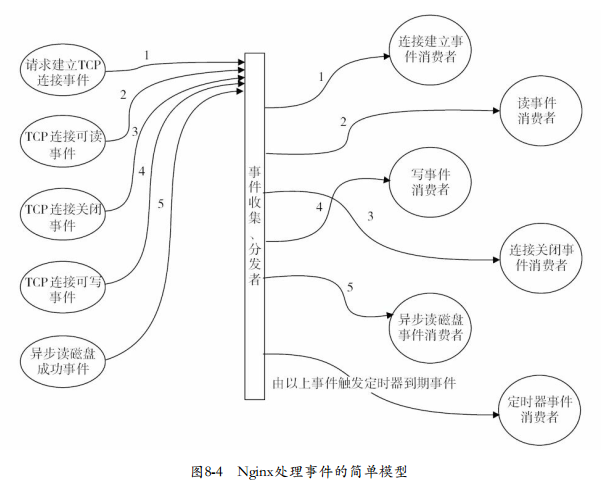 请求建立TCP
连接事件
TCP连接可读
事件
TCP连接关闭
事件
TCP连接可写
事件
异步读磁盘
成功事件
1
2
3
4
5
事件收集、分发者
1
2
4
3
5
连接建立事
件消费者
读事件
消费者
写事件
消费者
连接关闭事
件消费者
异步读磁盘
事件消费者
由以上事件触发定时器到期事件
定时器事件
消费者
图8-4 Nginx处理事件的简单模型